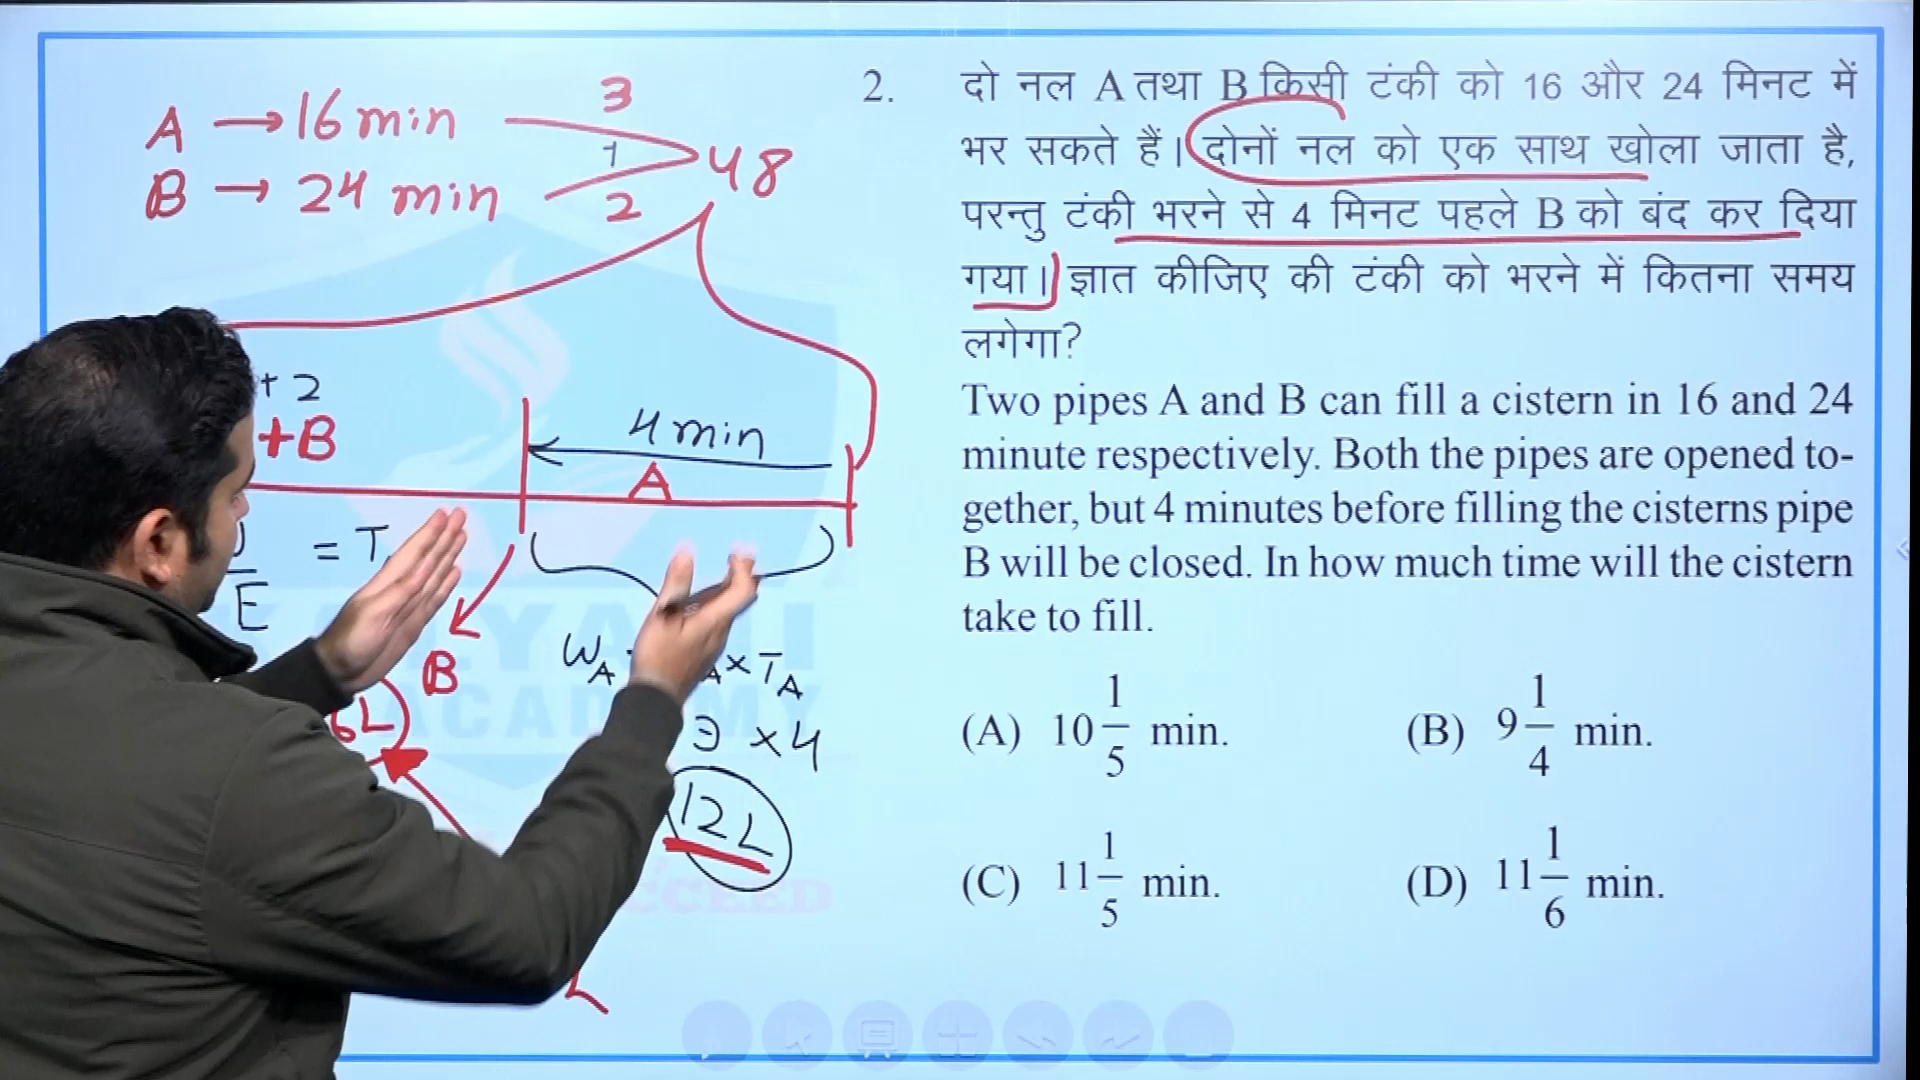 A → 16 min
3
1
B → 24 min
2
48
+ 2
+B
4 min
A
= T
E
B
6L
× TA
3 × 4
12L
2. दो नल A तथा B किसी टंकी को 16 और 24 मिनट में
भर सकते हैं। दोनों नल को एक साथ खोला जाता है,
परन्तु टंकी भरने से 4 मिनट पहले B को बंद कर दिया
गया। ज्ञात कीजिए की टंकी को भरने में कितना समय
लगेगा?
Two pipes A and B can fill a cistern in 16 and 24
minute respectively. Both the pipes are opened to-
gether, but 4 minutes before filling the cisterns pipe
B will be closed. In how much time will the cistern
take to fill.
(A) 10 1/5 min.
(B) 9 1/4 min.
(C) 11 1/5 min.
(D) 11 1/6 min.